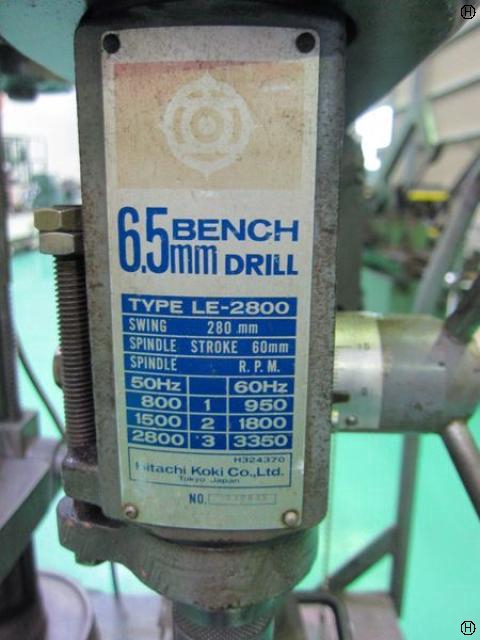 6.5mm BENCH DRILL
TYPE LE-2800
SWING 280 mm
SPINDLE STROKE 60mm
SPINDLE R.P.M.
50Hz 60Hz
800 1 950
1500 2 1800
2800 3 3350
H324370
Hitachi Koki Co.,Ltd.
Tokyo Japan
NO.